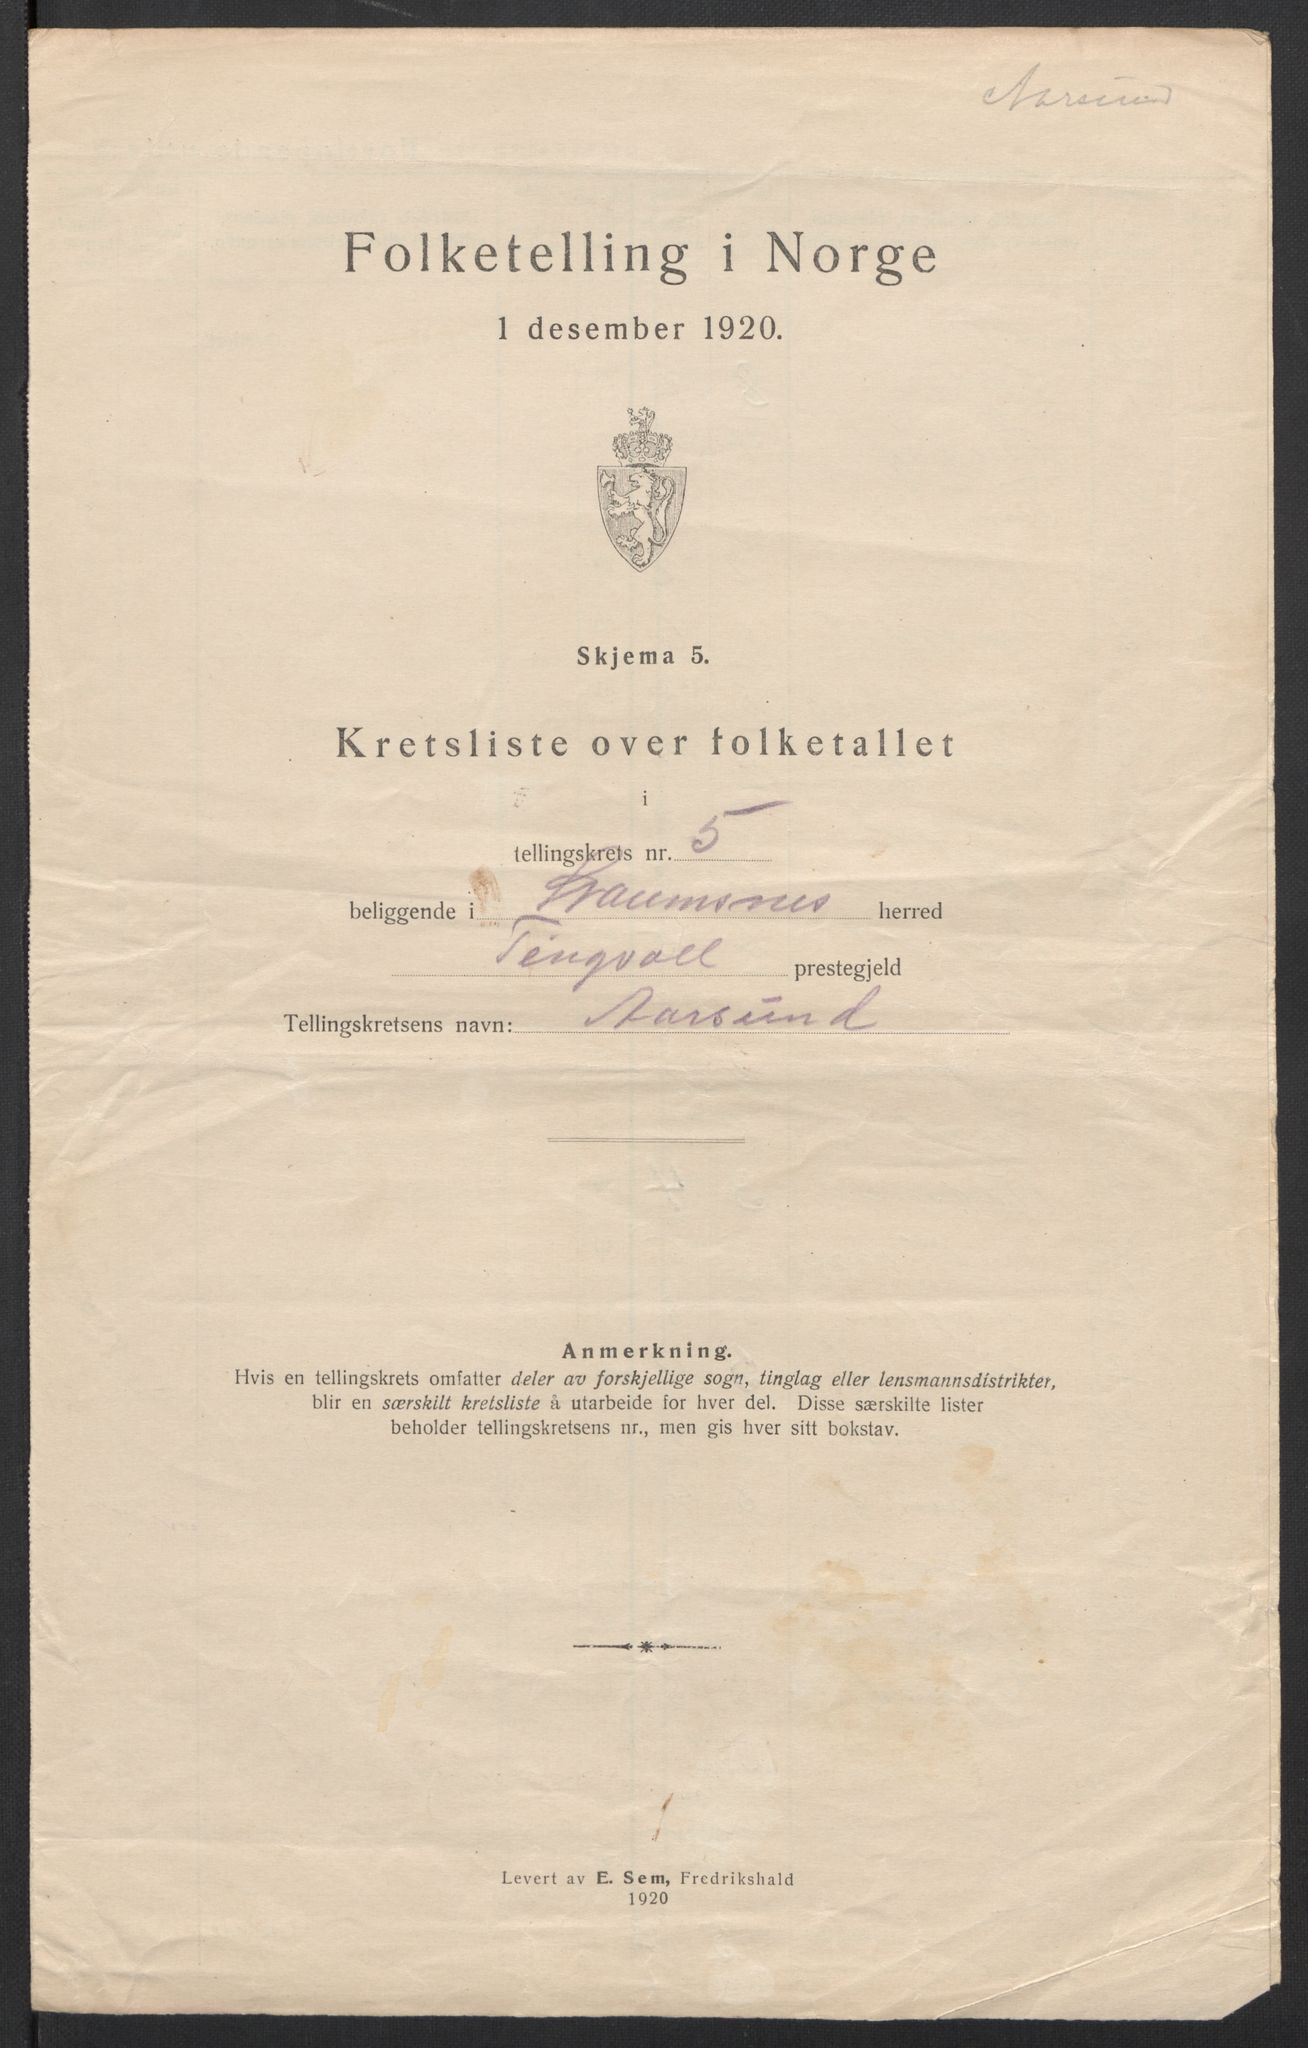 Aarsund
Folketelling i Norge
1 desember 1920.
Skjema 5.
Kretsliste over folketallet
i
tellingskrets nr. 5
beliggende i Straumsnes herred
Tingvoll prestegjeld
Tellingskretsens navn: Aarsund
Anmerkning.
Hvis en tellingskrets omfatter deler av forskjellige sogn, tinglag eller lensmannsdistrikter,
blir en særskilt kretsliste å utarbeide for hver del. Disse særskilte lister
beholder tellingskretsens nr., men gis hver sitt bokstav.
Levert av E. Sem, Fredrikshald
1920